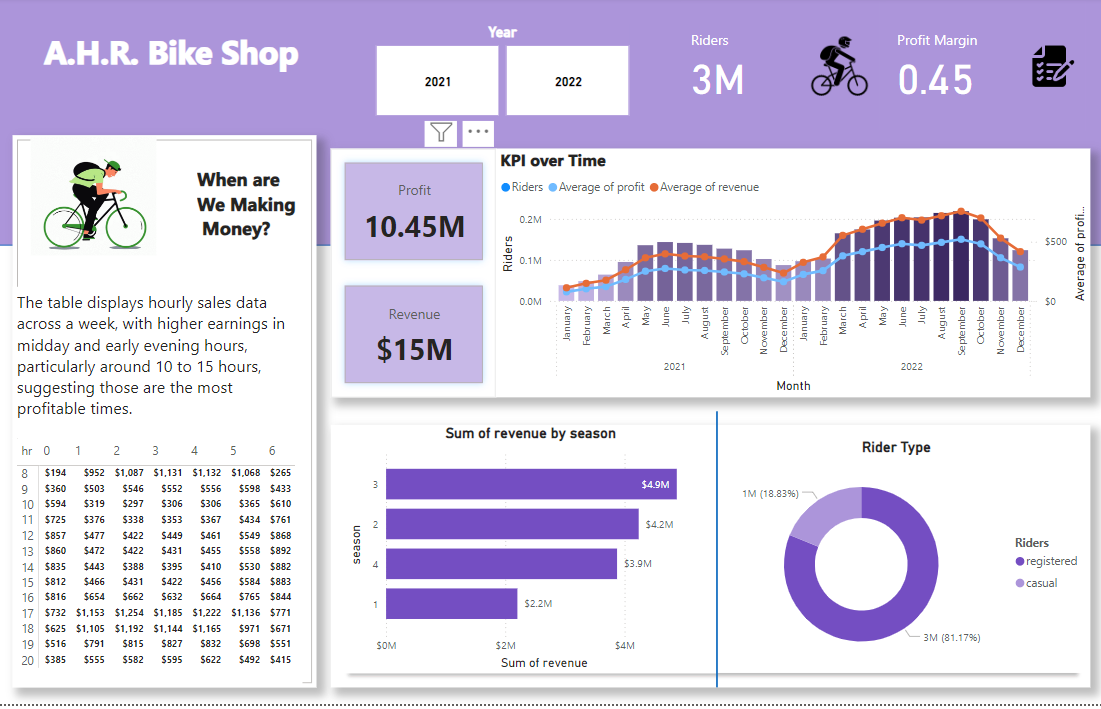 A.H.R. Bike Shop
Year
2021
2022
Riders
3M
Profit Margin
0.45
When are
We Making
Money?
The table displays hourly sales data
across a week, with higher earnings in
midday and early evening hours,
particularly around 10 to 15 hours,
suggesting those are the most
profitable times.
hr 0 1 2 3 4 5 6
8 $194 $952 $1,087 $1,131 $1,132 $1,068 $265
9 $360 $503 $546 $552 $556 $598 $433
10 $594 $319 $297 $306 $306 $365 $610
11 $725 $376 $338 $353 $367 $434 $761
12 $857 $477 $422 $449 $461 $549 $868
13 $860 $472 $422 $431 $455 $558 $892
14 $835 $443 $388 $395 $410 $530 $882
15 $812 $466 $431 $422 $456 $584 $883
16 $816 $654 $662 $632 $664 $765 $844
17 $732 $1,153 $1,254 $1,185 $1,222 $1,136 $771
18 $625 $1,105 $1,192 $1,144 $1,165 $971 $671
19 $516 $791 $815 $827 $832 $698 $551
20 $385 $555 $582 $595 $622 $492 $415
Profit
10.45M
Revenue
$15M
KPI over Time
Riders Average of profit Average of revenue
Riders
0.2M
0.1M
0.0M
$500
$0
Average of profi...
January February March April May June July August September October November December January February March April May June July August September October November December
2021 2022
Month
Sum of revenue by season
season
3 $4.9M
2 $4.2M
4 $3.9M
1 $2.2M
$0M $2M $4M
Sum of revenue
Rider Type
1M (18.83%)
3M (81.17%)
Riders
registered
casual